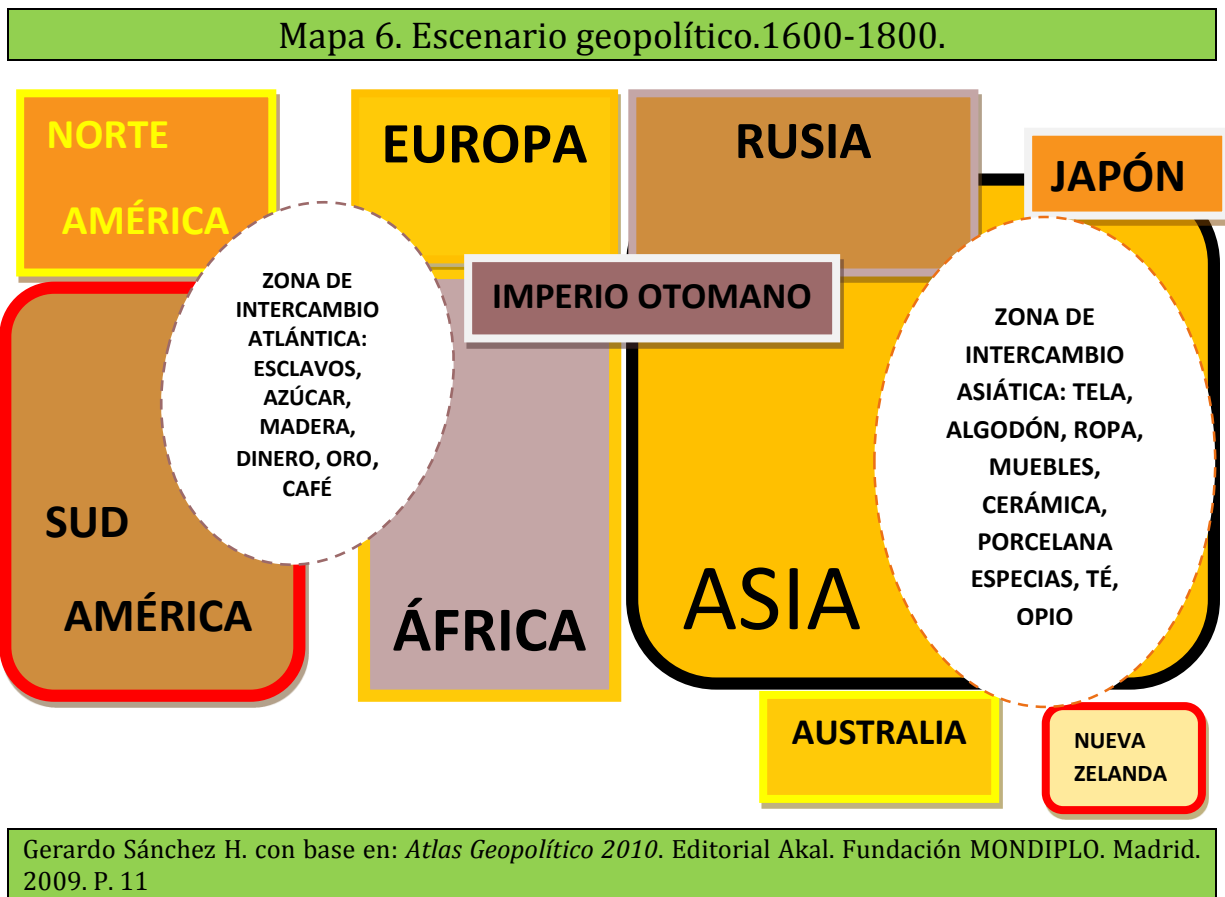 Mapa 6. Escenario geopolítico.1600-1800.
NORTE
AMÉRICA
EUROPA
RUSIA
JAPÓN
IMPERIO OTOMANO
ZONA DE
INTERCAMBIO
ATLÁNTICA:
ESCLAVOS,
AZÚCAR,
MADERA,
DINERO, ORO,
CAFÉ
ZONA DE
INTERCAMBIO
ASIÁTICA: TELA,
ALGODÓN, ROPA,
MUEBLES,
CERÁMICA,
PORCELANA
ESPECIAS, TÉ,
OPIO
SUD
AMÉRICA
ÁFRICA
ASIA
AUSTRALIA
NUEVA
ZELANDA
Gerardo Sánchez H. con base en: Atlas Geopolítico 2010. Editorial Akal. Fundación MONDIPLO. Madrid.
2009. P. 11